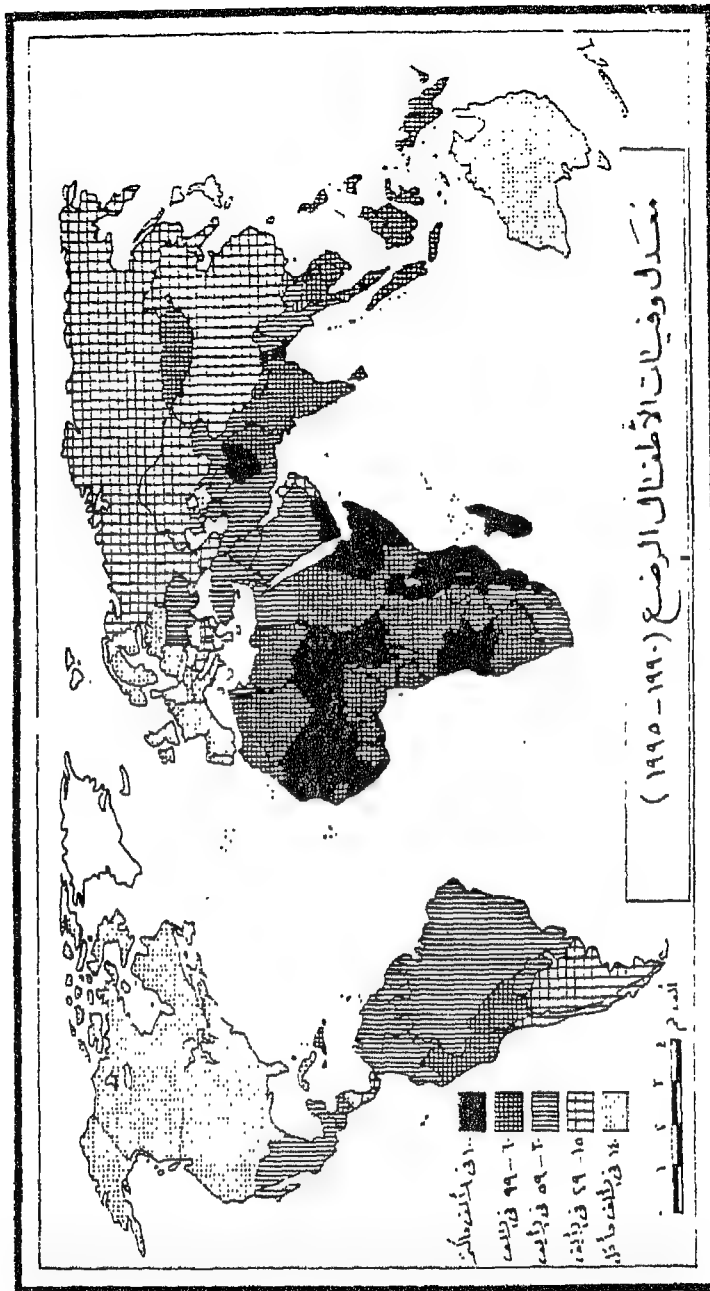 معدل وفيات الأطفال الرضع (١٩٩٠-١٩٩٥)
١٠٠ في الألف فأكثر
٦٠-٩٩ في الألف
٣٠-٥٩ في الألف
١٥-٢٩ في الألف
١٤ في الألف فأقل